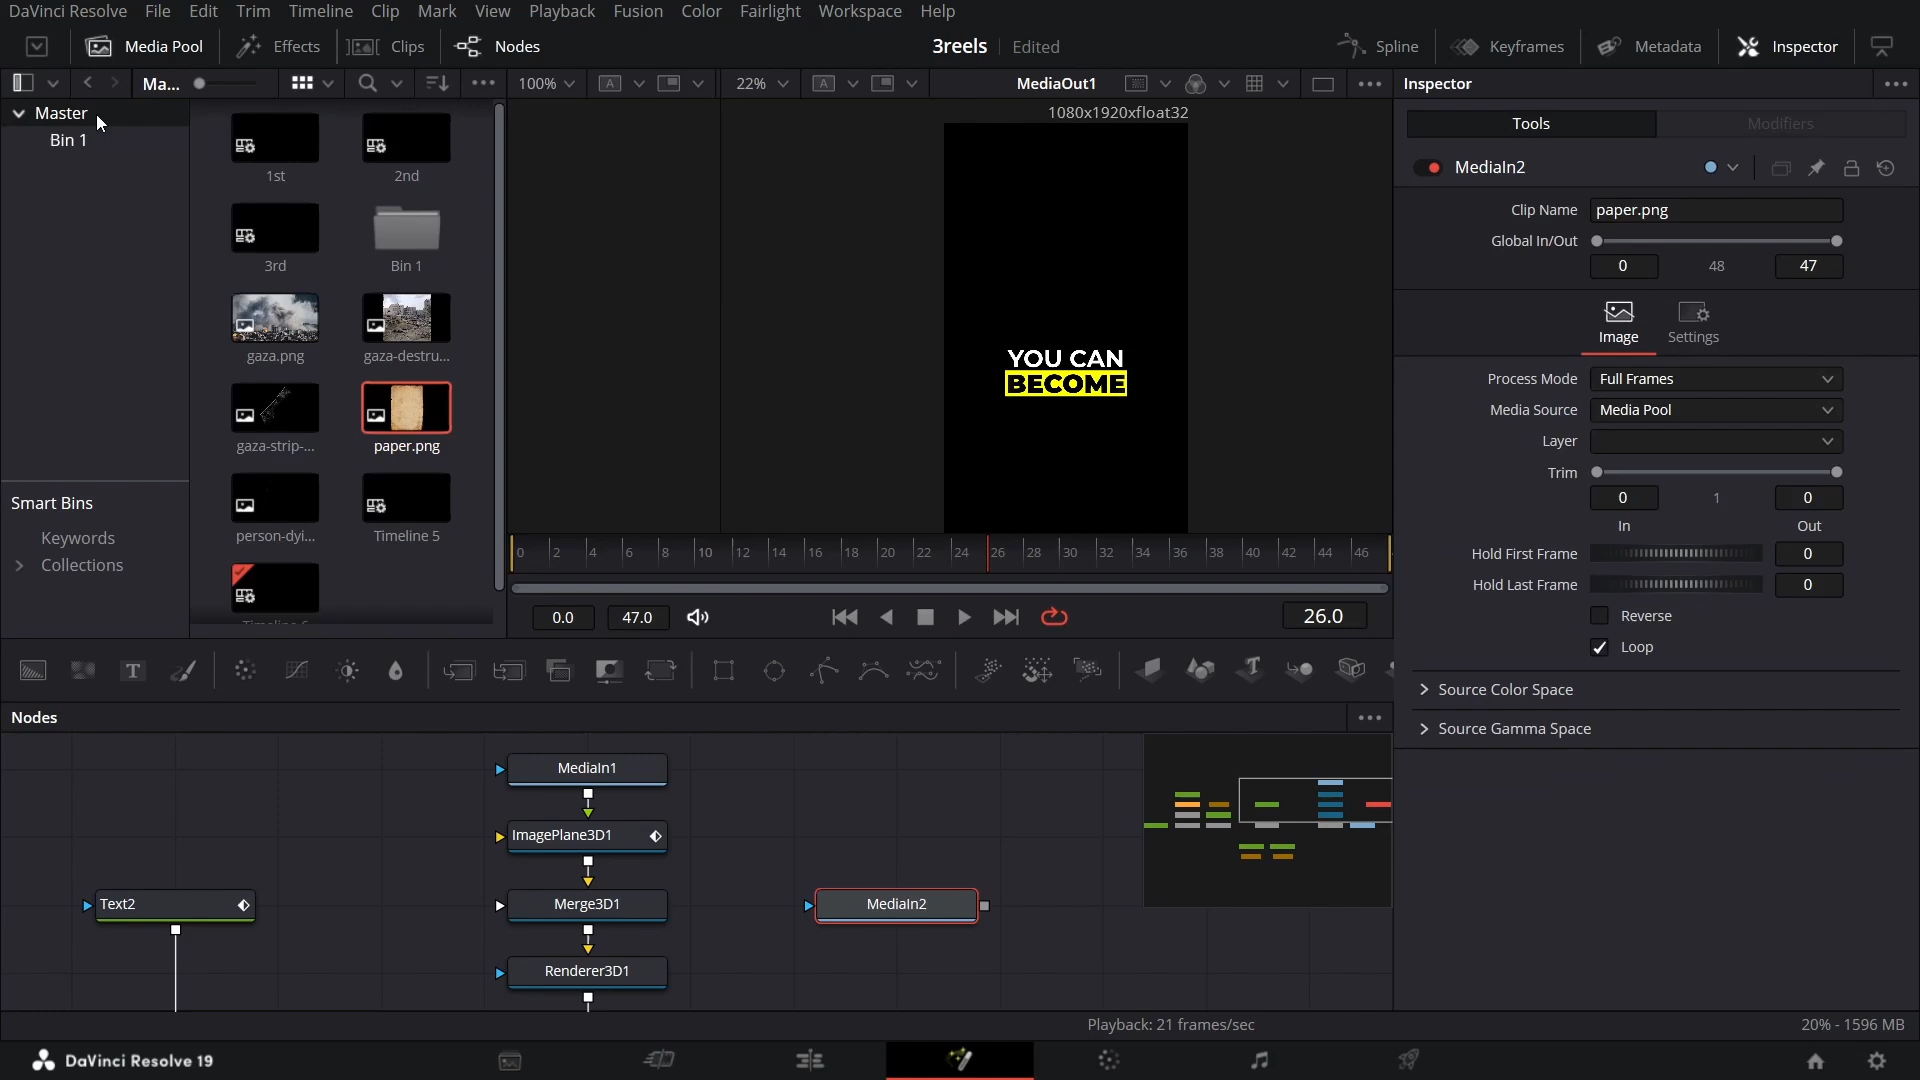 DaVinci Resolve File Edit Trim Timeline Clip Mark View Playback Fusion Color Fairlight Workspace Help
Media Pool Effects Clips Nodes 3reels Edited Spline Keyframes Metadata Inspector
Ma... 100% 22% MediaOut1 Inspector
Master
Bin 1
1st 2nd
3rd Bin 1
gaza.png gaza-destru...
gaza-strip-... paper.png
person-dyi... Timeline 5
Smart Bins
Keywords
Collections
1080x1920xfloat32
YOU CAN
BECOME
0 2 4 6 8 10 12 14 16 18 20 22 24 26 28 30 32 34 36 38 40 42 44 46
0.0 47.0 26.0
Tools Modifiers
MediaIn2
Clip Name paper.png
Global In/Out
0 48 47
Image Settings
Process Mode Full Frames
Media Source Media Pool
Layer
Trim
0 1 0
In Out
Hold First Frame 0
Hold Last Frame 0
Reverse
Loop
Source Color Space
Source Gamma Space
Nodes
MediaIn1
ImagePlane3D1
Text2 Merge3D1 MediaIn2
Renderer3D1
Playback: 21 frames/sec 20% - 1596 MB
DaVinci Resolve 19